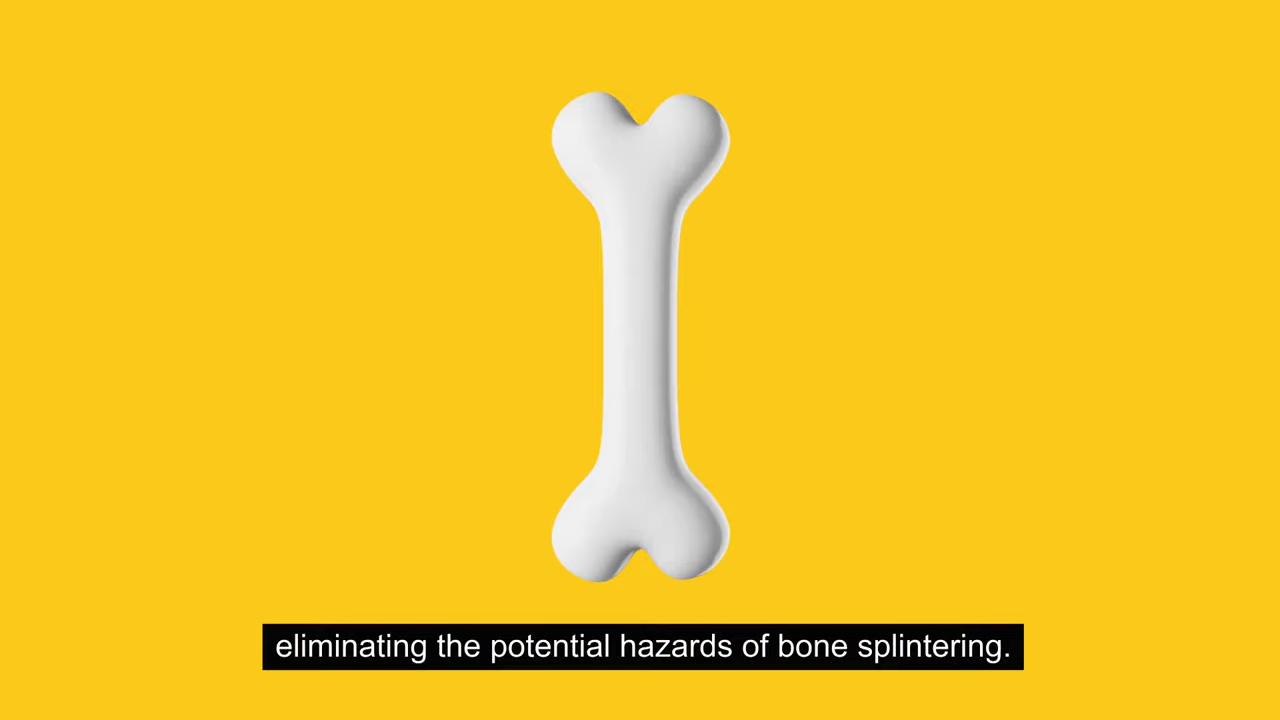 eliminating the potential hazards of bone splintering.